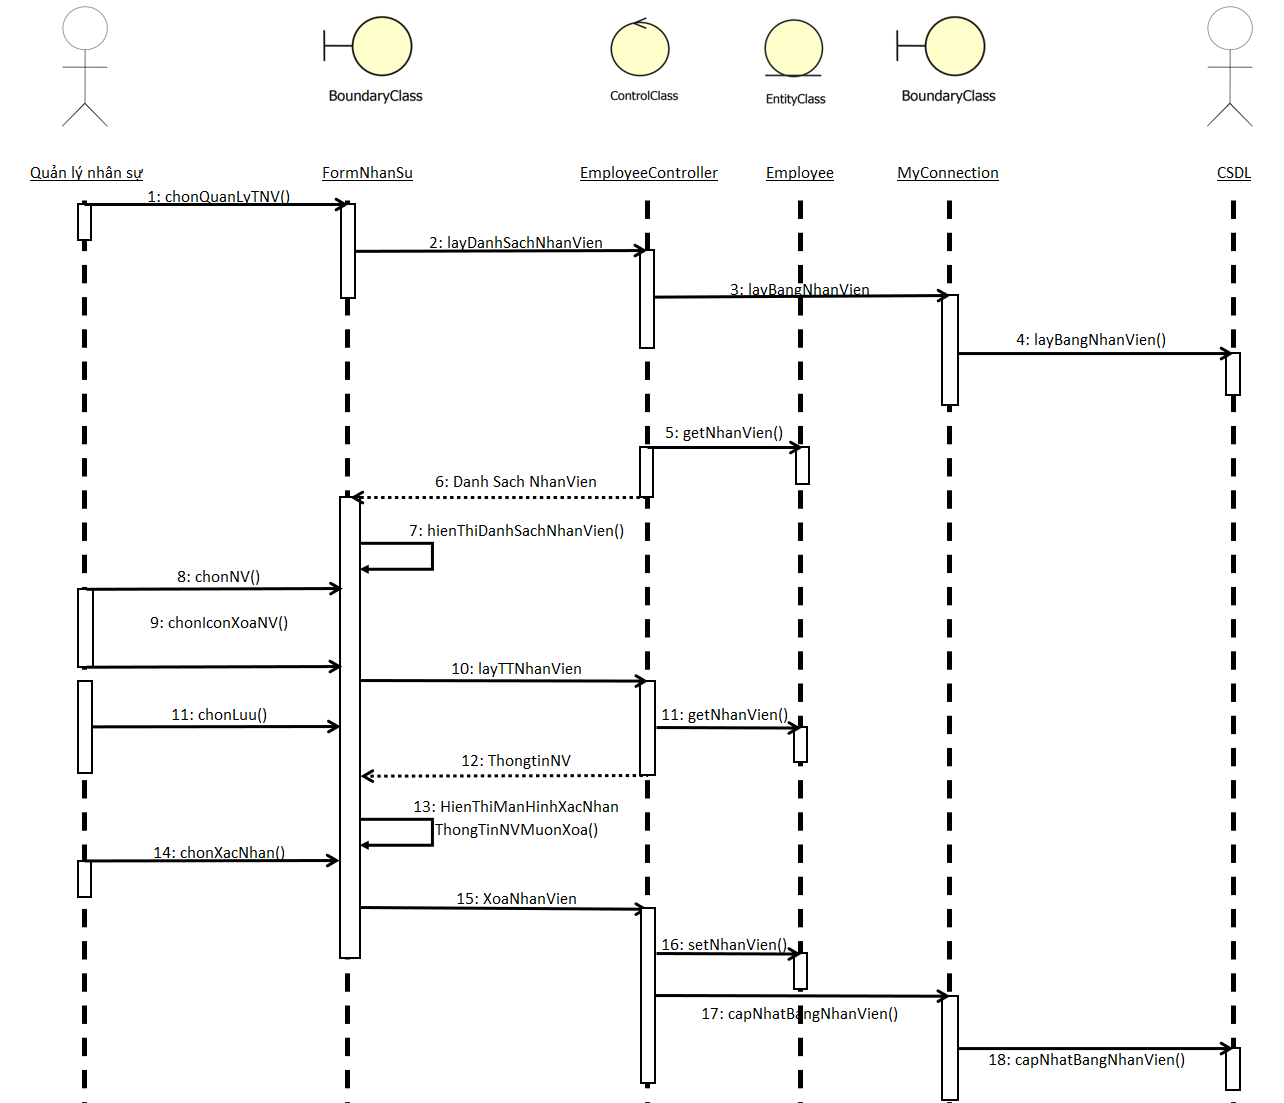 BoundaryClass
ControlClass
EntityClass
BoundaryClass
Quản lý nhân sự
FormNhanSu
EmployeeController
Employee
MyConnection
CSDL
1: chonQuanLyTNV()
2: layDanhSachNhanVien
3: layBangNhanVien
4: layBangNhanVien()
5: getNhanVien()
6: Danh Sach NhanVien
7: hienThiDanhSachNhanVien()
8: chonNV()
9: chonIconXoaNV()
10: layTTNhanVien
11: chonLuu()
11: getNhanVien()
12: ThongtinNV
13: HienThiManHinhXacNhan
ThongTinNVMuonXoa()
14: chonXacNhan()
15: XoaNhanVien
16: setNhanVien()
17: capNhatBangNhanVien()
18: capNhatBangNhanVien()